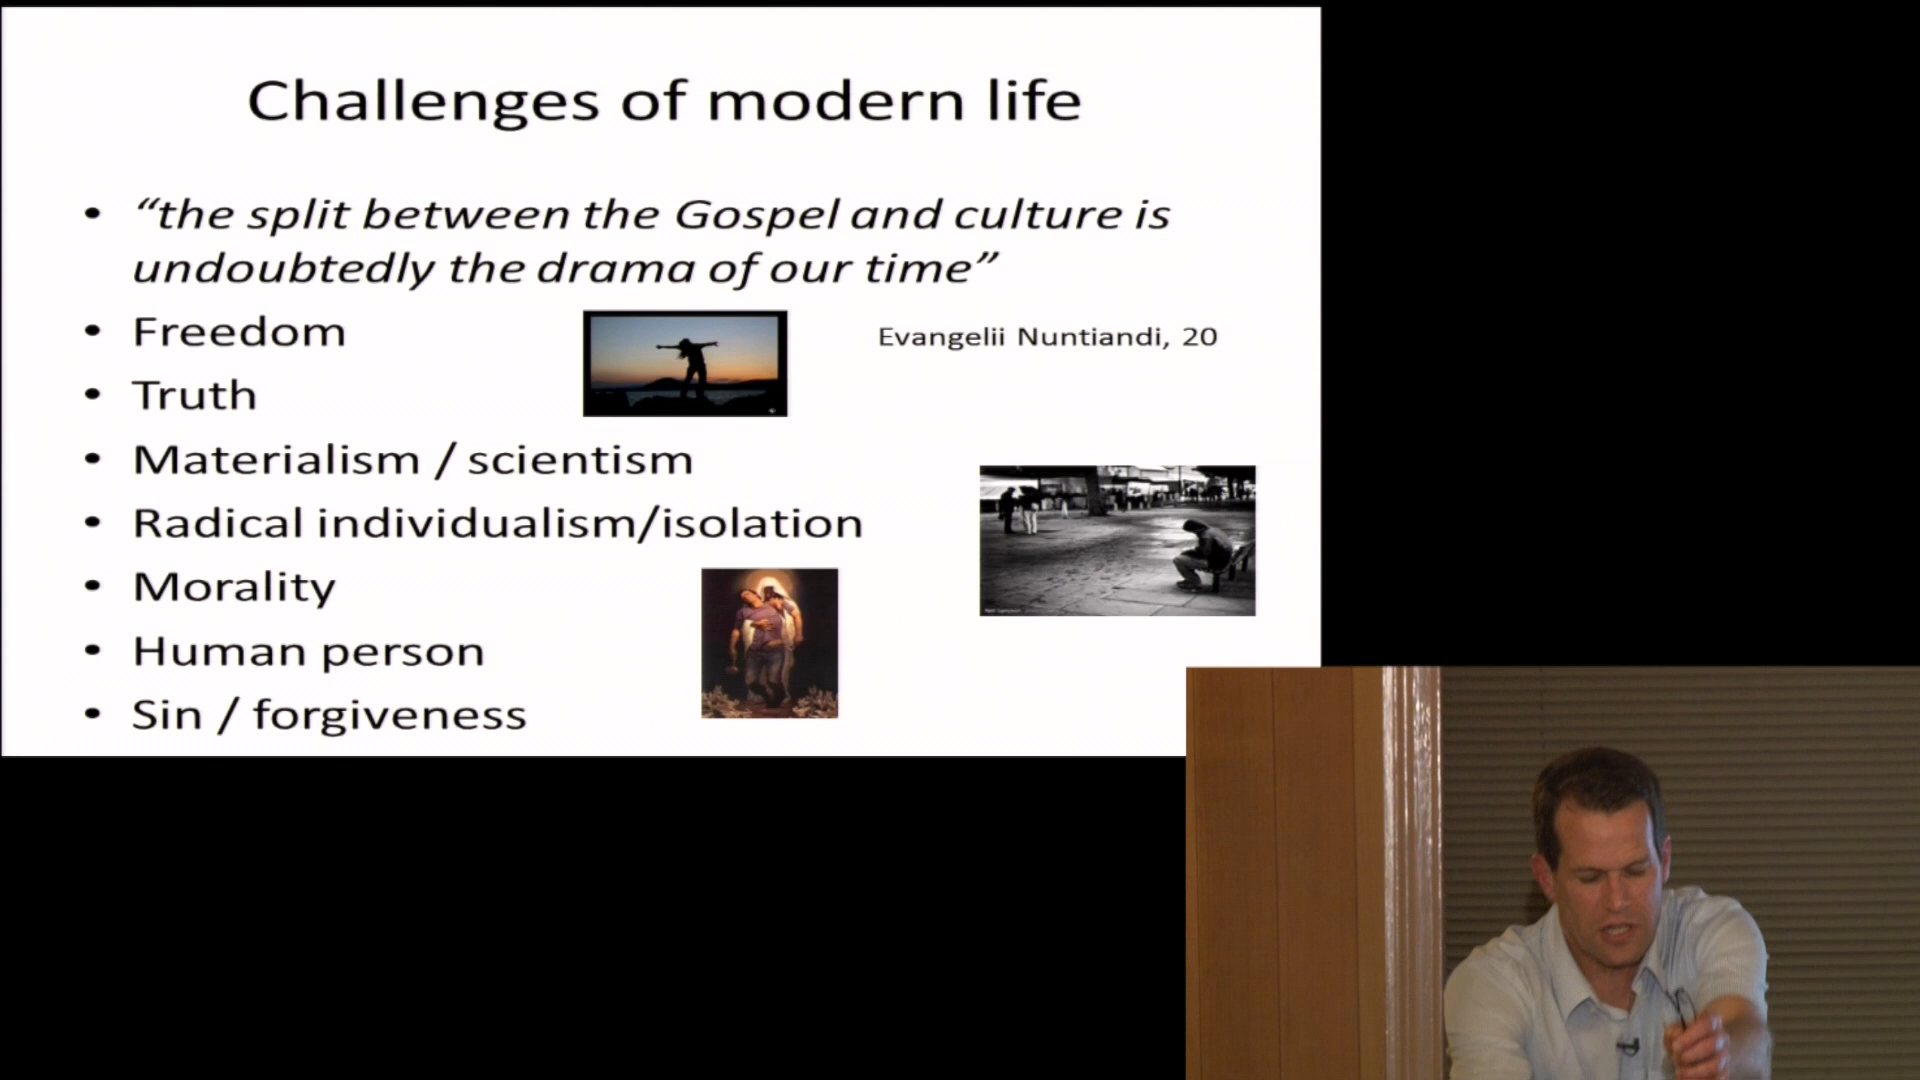 Challenges of modern life
• “the split between the Gospel and culture is
undoubtedly the drama of our time”
• Freedom
Evangelii Nuntiandi, 20
• Truth
• Materialism / scientism
• Radical individualism/isolation
• Morality
• Human person
• Sin / forgiveness